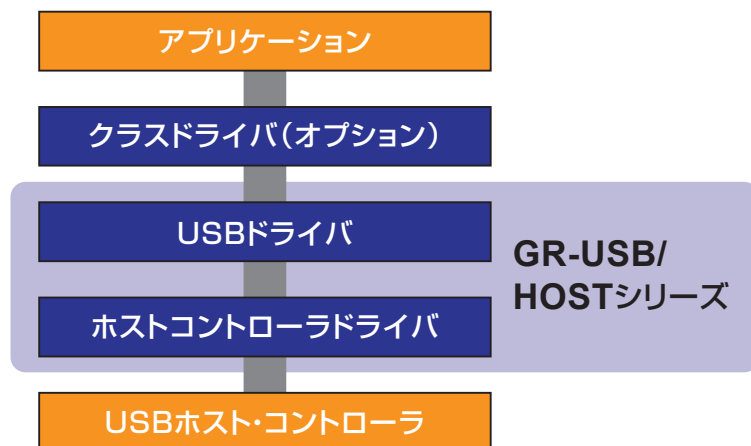 アプリケーション
クラスドライバ(オプション)
USBドライバ
GR-USB/
HOSTシリーズ
ホストコントローラドライバ
USBホスト・コントローラ